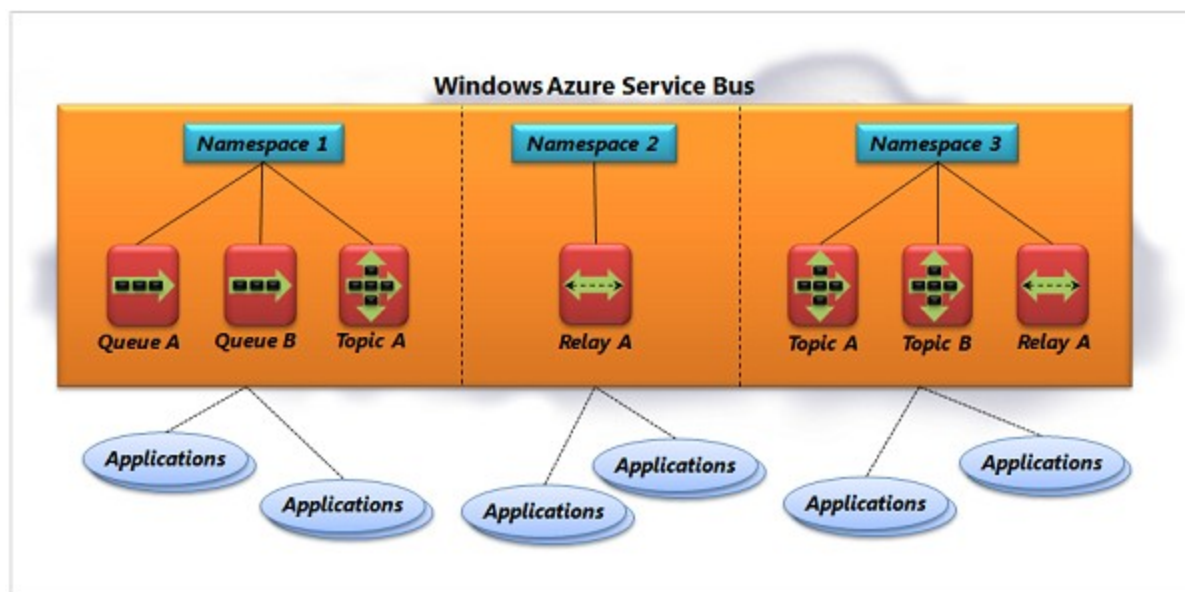 Windows Azure Service Bus
Namespace 1
Namespace 2
Namespace 3
Queue A
Queue B
Topic A
Relay A
Topic A
Topic B
Relay A
Applications
Applications
Applications
Applications
Applications
Applications